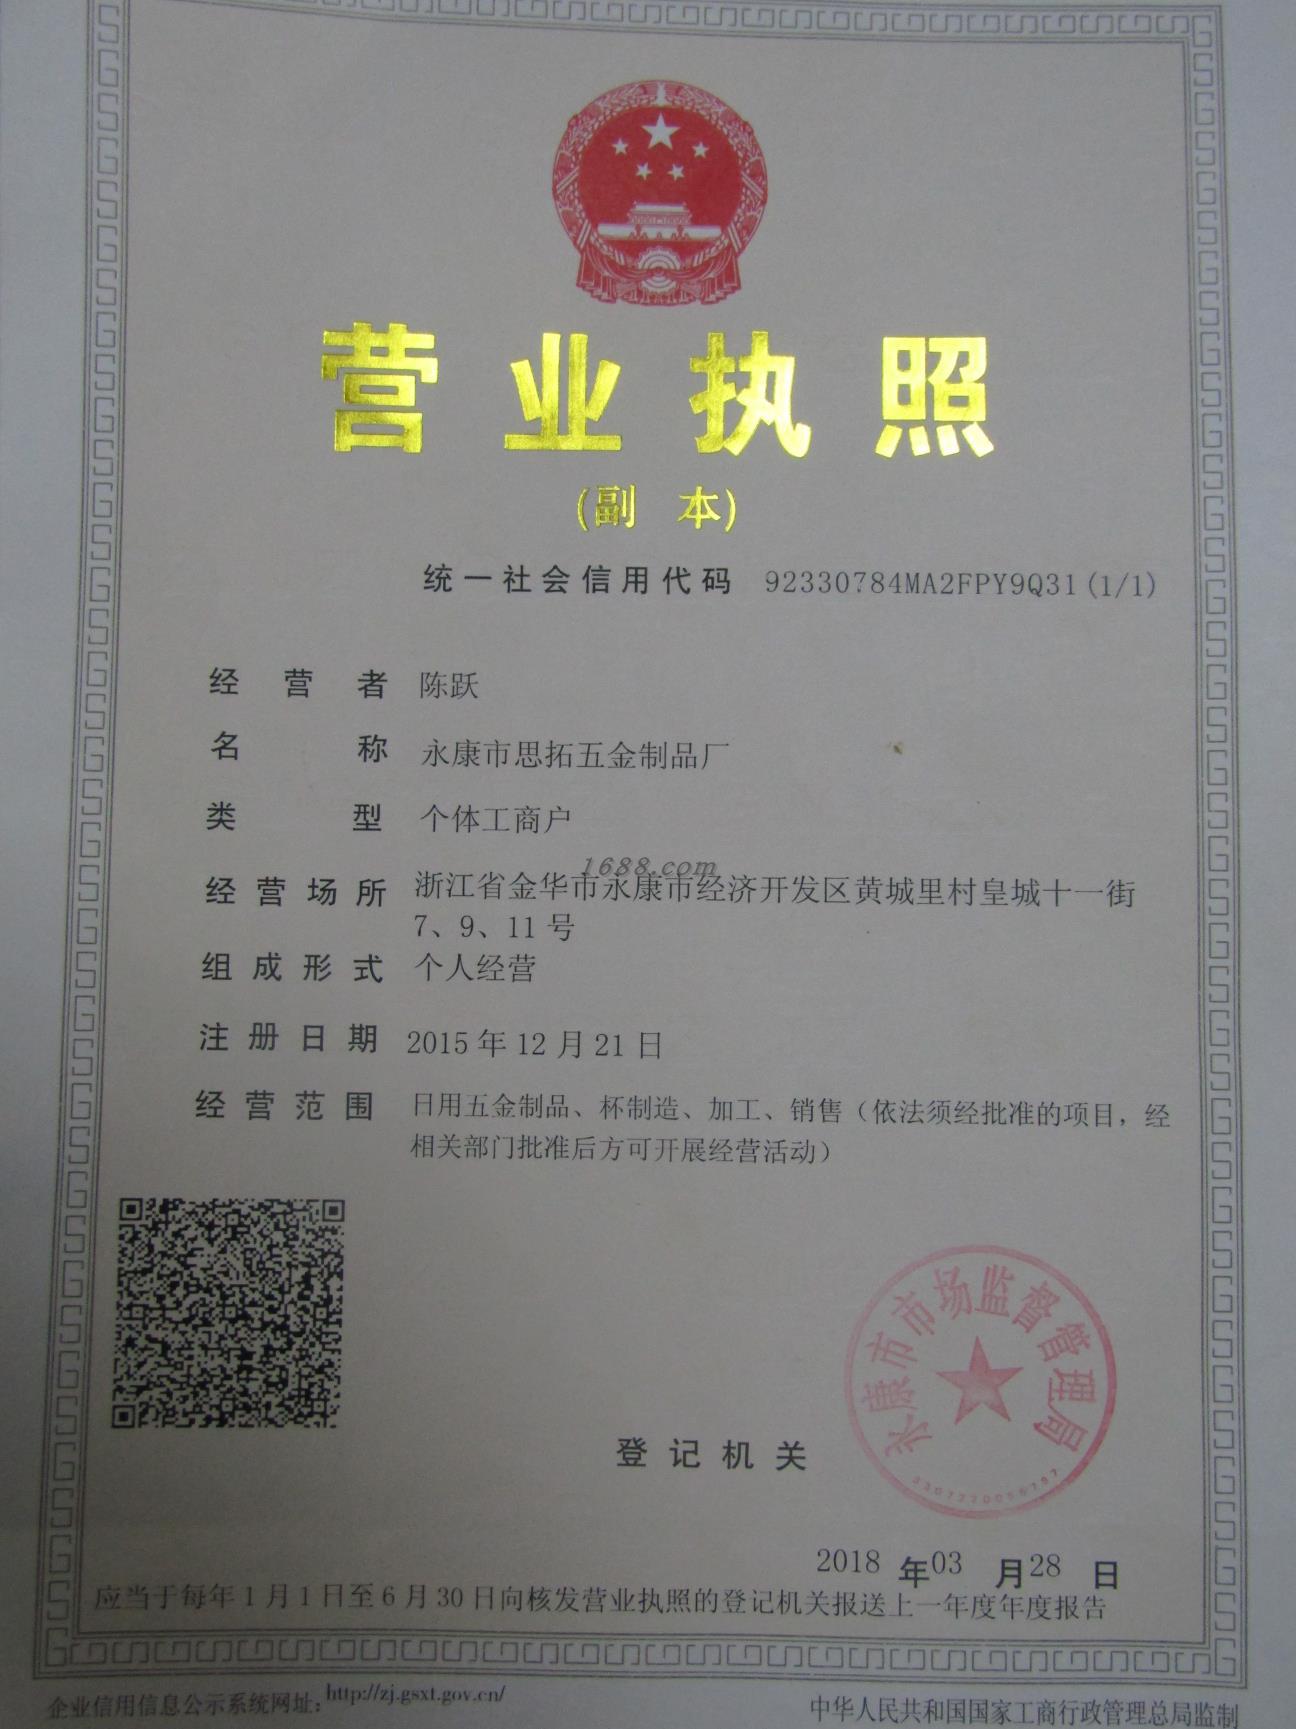 营业执照
(副 本)
统一社会信用代码 92330784MA2FPY9Q31(1/1)
经营者 陈跃
名称 永康市思拓五金制品厂
类型 个体工商户
1688.com
经营场所 浙江省金华市永康市经济开发区黄城里村皇城十一街
7、9、11号
组成形式 个人经营
注册日期 2015年12月21日
经营范围 日用五金制品、杯制造、加工、销售（依法须经批准的项目，经
相关部门批准后方可开展经营活动）
永康市市场监督管理局
登记机关
2018 年 03 月 28 日
应当于每年1月1日至6月30日向核发营业执照的登记机关报送上一年度年度报告
企业信用信息公示系统网址：http://zj.gsxt.gov.cn/
中华人民共和国国家工商行政管理总局监制